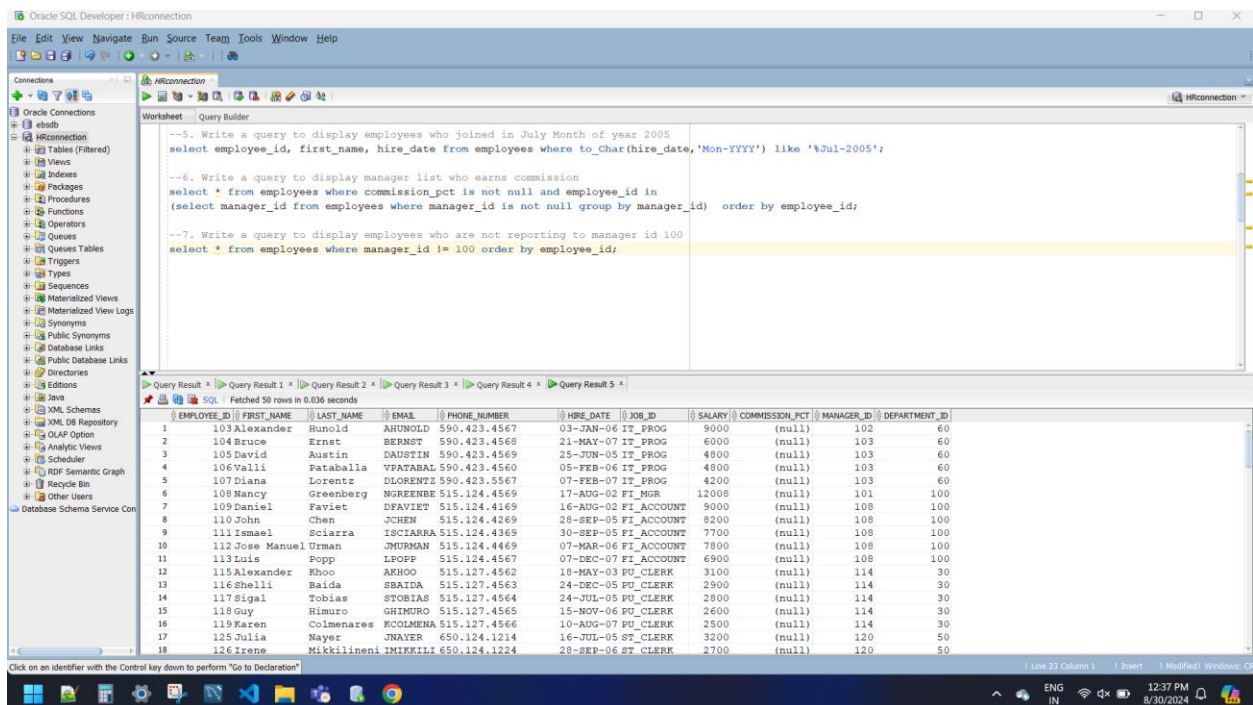 Oracle SQL Developer : HRconnection
File Edit View Navigate Run Source Team Tools Window Help
Connections
HRconnection
Oracle Connections
ebsdb
HRconnection
Tables (Filtered)
Views
Indexes
Packages
Procedures
Functions
Operators
Queues
Queues Tables
Triggers
Types
Sequences
Materialized Views
Materialized View Logs
Synonyms
Public Synonyms
Database Links
Public Database Links
Directories
Editions
Java
XML Schemas
XML DB Repository
OLAP Option
Analytic Views
Scheduler
RDF Semantic Graph
Recycle Bin
Other Users
Database Schema Service Con
HRconnection
Worksheet Query Builder
--5. Write a query to display employees who joined in July Month of year 2005
select employee_id, first_name, hire_date from employees where to_Char(hire_date,'Mon-YYYY') like '%Jul-2005';
--6. Write a query to display manager list who earns commission
select * from employees where commission_pct is not null and employee_id in
(select manager_id from employees where manager_id is not null group by manager_id) order by employee_id;
--7. Write a query to display employees who are not reporting to manager id 100
select * from employees where manager_id != 100 order by employee_id;
Query Result Query Result 1 Query Result 2 Query Result 3 Query Result 4 Query Result 5
SQL | Fetched 50 rows in 0.036 seconds
EMPLOYEE_ID FIRST_NAME LAST_NAME EMAIL PHONE_NUMBER HIRE_DATE JOB_ID SALARY COMMISSION_PCT MANAGER_ID DEPARTMENT_ID
1 103 Alexander Hunold AHUNOLD 590.423.4567 03-JAN-06 IT_PROG 9000 (null) 102 60
2 104 Bruce Ernst BERNST 590.423.4568 21-MAY-07 IT_PROG 6000 (null) 103 60
3 105 David Austin DAUSTIN 590.423.4569 25-JUN-05 IT_PROG 4800 (null) 103 60
4 106 Valli Pataballa VPATABAL 590.423.4560 05-FEB-06 IT_PROG 4800 (null) 103 60
5 107 Diana Lorentz DLORENTZ 590.423.5567 07-FEB-07 IT_PROG 4200 (null) 103 60
6 108 Nancy Greenberg NGREENBE 515.124.4569 17-AUG-02 FI_MGR 12008 (null) 101 100
7 109 Daniel Faviet DFAVIET 515.124.4169 16-AUG-02 FI_ACCOUNT 9000 (null) 108 100
8 110 John Chen JCHEN 515.124.4269 28-SEP-05 FI_ACCOUNT 8200 (null) 108 100
9 111 Ismael Sciarra ISCIARRA 515.124.4369 30-SEP-05 FI_ACCOUNT 7700 (null) 108 100
10 112 Jose Manuel Urman JMURMAN 515.124.4469 07-MAR-06 FI_ACCOUNT 7800 (null) 108 100
11 113 Luis Popp LPOPP 515.124.4567 07-DEC-07 FI_ACCOUNT 6900 (null) 108 100
12 115 Alexander Khoo AKHOO 515.127.4562 18-MAY-03 PU_CLERK 3100 (null) 114 30
13 116 Shelli Baida SBAIDA 515.127.4563 24-DEC-05 PU_CLERK 2900 (null) 114 30
14 117 Sigal Tobias STOBIAS 515.127.4564 24-JUL-05 PU_CLERK 2800 (null) 114 30
15 118 Guy Himuro GHIMURO 515.127.4565 15-NOV-06 PU_CLERK 2600 (null) 114 30
16 119 Karen Colmenares KCOLMENA 515.127.4566 10-AUG-07 PU_CLERK 2500 (null) 114 30
17 125 Julia Nayer JNAYER 650.124.1214 16-JUL-05 ST_CLERK 3200 (null) 120 50
18 126 Irene Mikkilineni IMIKKILI 650.124.1224 28-SEP-06 ST_CLERK 2700 (null) 120 50
Click on an identifier with the Control key down to perform "Go to Declaration"
Line 23 Column 1 | Insert | Modified | Windows: CR
ENG
IN
12:37 PM
8/30/2024